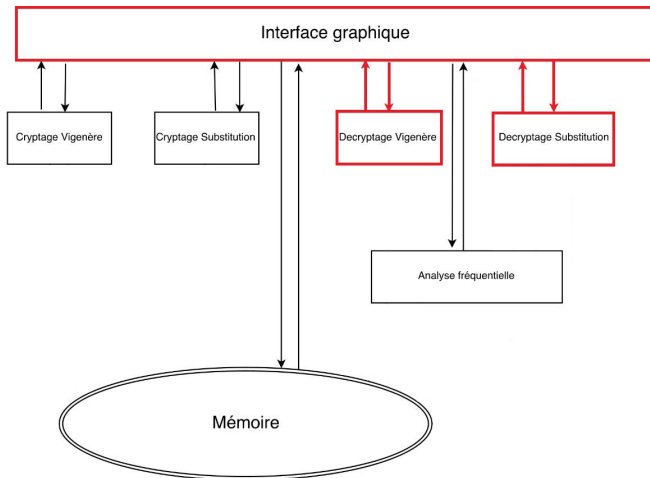 Interface graphique
Cryptage Vigenère
Cryptage Substitution
Decryptage Vigenère
Decryptage Substitution
Analyse fréquentielle
Mémoire